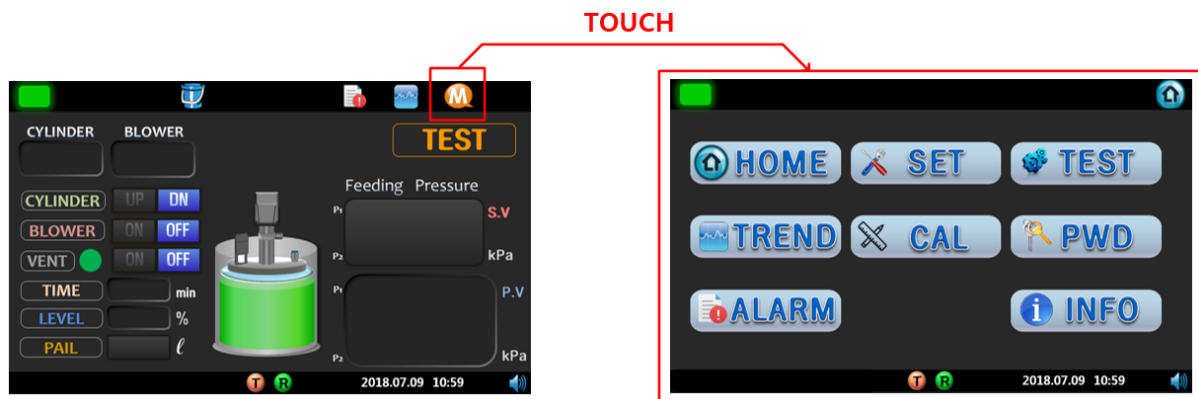 TOUCH
M
CYLINDER BLOWER
TEST
Feeding Pressure
CYLINDER UP DN
P1 S.V
BLOWER ON OFF
P2 kPa
VENT ON OFF
TIME min
P1 P.V
LEVEL %
PAIL ℓ
P2 kPa
T R 2018.07.09 10:59
HOME SET TEST
TREND CAL PWD
ALARM i INFO
T R 2018.07.09 10:59